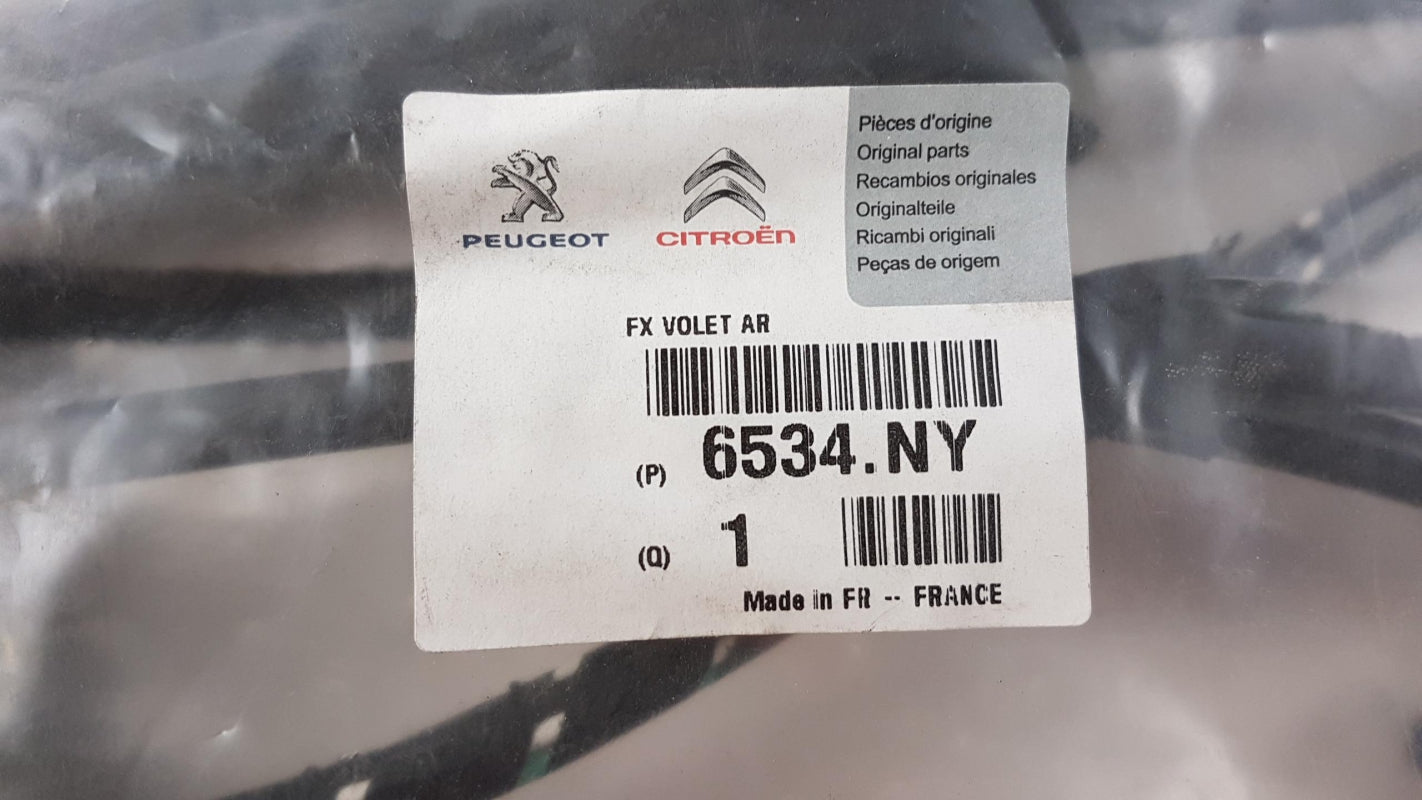 PEUGEOT
CITROËN
Pièces d'origine
Original parts
Recambios originales
Originalteile
Ricambi originali
Peças de origem
FX VOLET AR
(P) 6534.NY
(Q) 1
Made in FR -- FRANCE